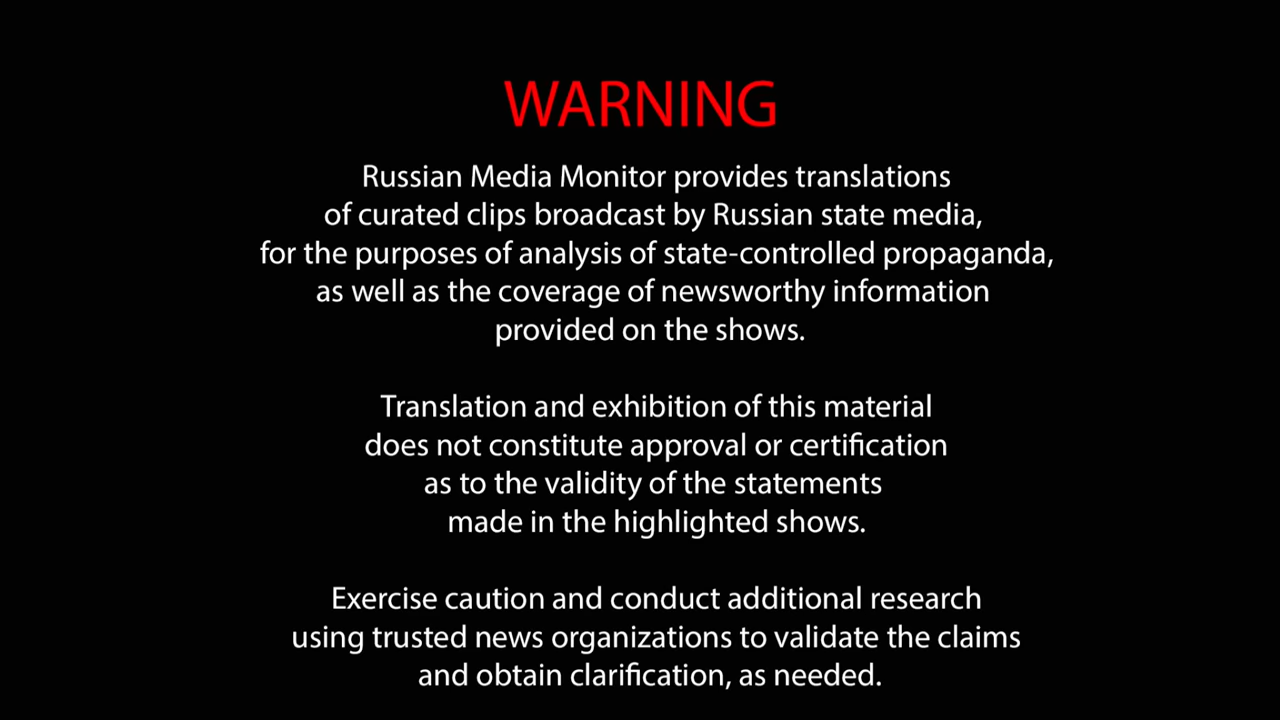 WARNING
Russian Media Monitor provides translations
of curated clips broadcast by Russian state media,
for the purposes of analysis of state-controlled propaganda,
as well as the coverage of newsworthy information
provided on the shows.
Translation and exhibition of this material
does not constitute approval or certification
as to the validity of the statements
made in the highlighted shows.
Exercise caution and conduct additional research
using trusted news organizations to validate the claims
and obtain clarification, as needed.